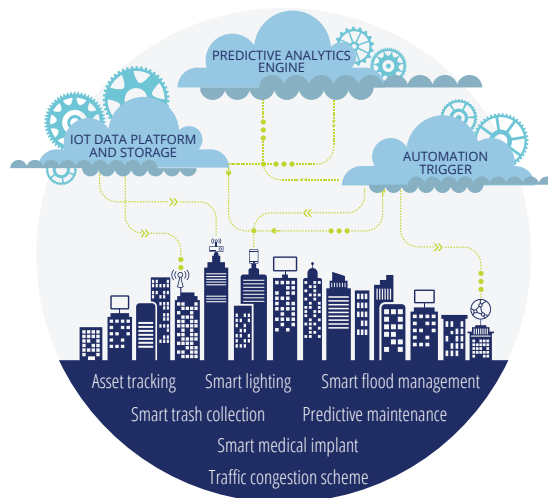 PREDICTIVE ANALYTICS
ENGINE
IOT DATA PLATFORM
AND STORAGE
AUTOMATION
TRIGGER
Asset tracking Smart lighting Smart flood management
Smart trash collection Predictive maintenance
Smart medical implant
Traffic congestion scheme